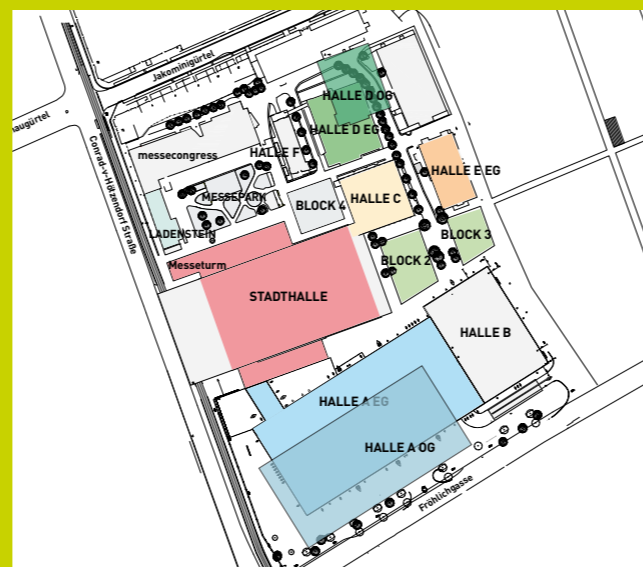 Jakominigürtel
naugürtel
Conrad-v-Hötzendorf Straße
messecongress
HALLE D OG
HALLE D EG
HALLE F
HALLE E EG
MESSEPARK
BLOCK 4
HALLE C
LADENSTEIN
BLOCK 3
BLOCK 2
Messeturm
STADTHALLE
HALLE B
HALLE A EG
HALLE A OG
Fröhlichgasse